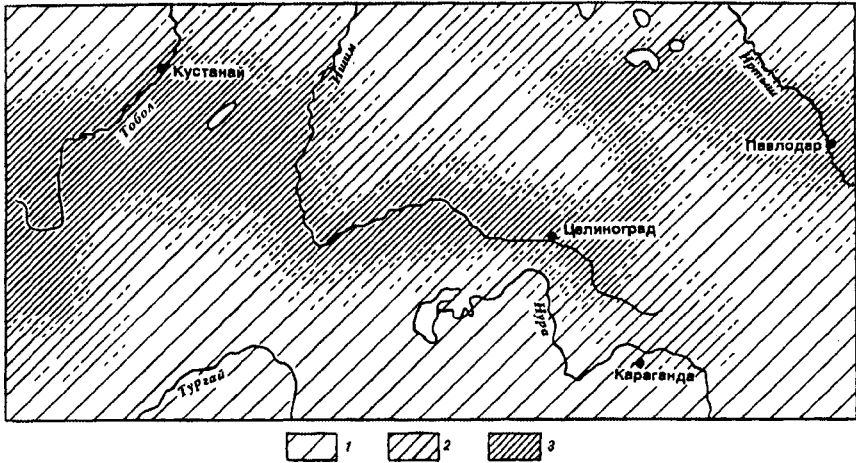 Кустанай
Тобол
Ишим
Иртыш
Павлодар
Целиноград
Нура
Караганда
Тургай
1 2 3